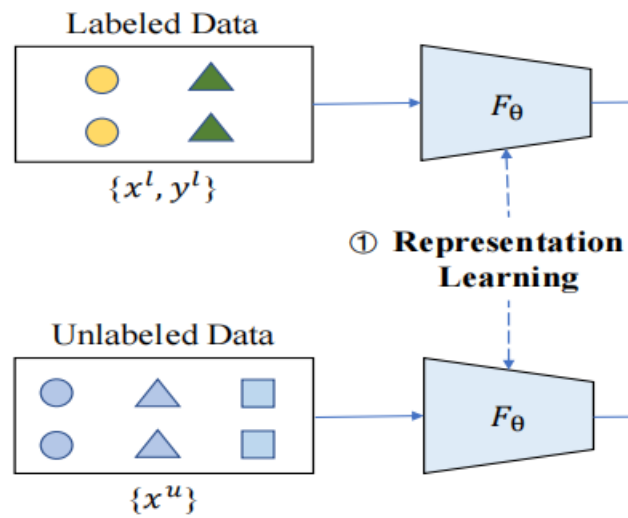 Labeled Data
F_θ
{x^l, y^l}
① Representation
Learning
Unlabeled Data
F_θ
{x^u}